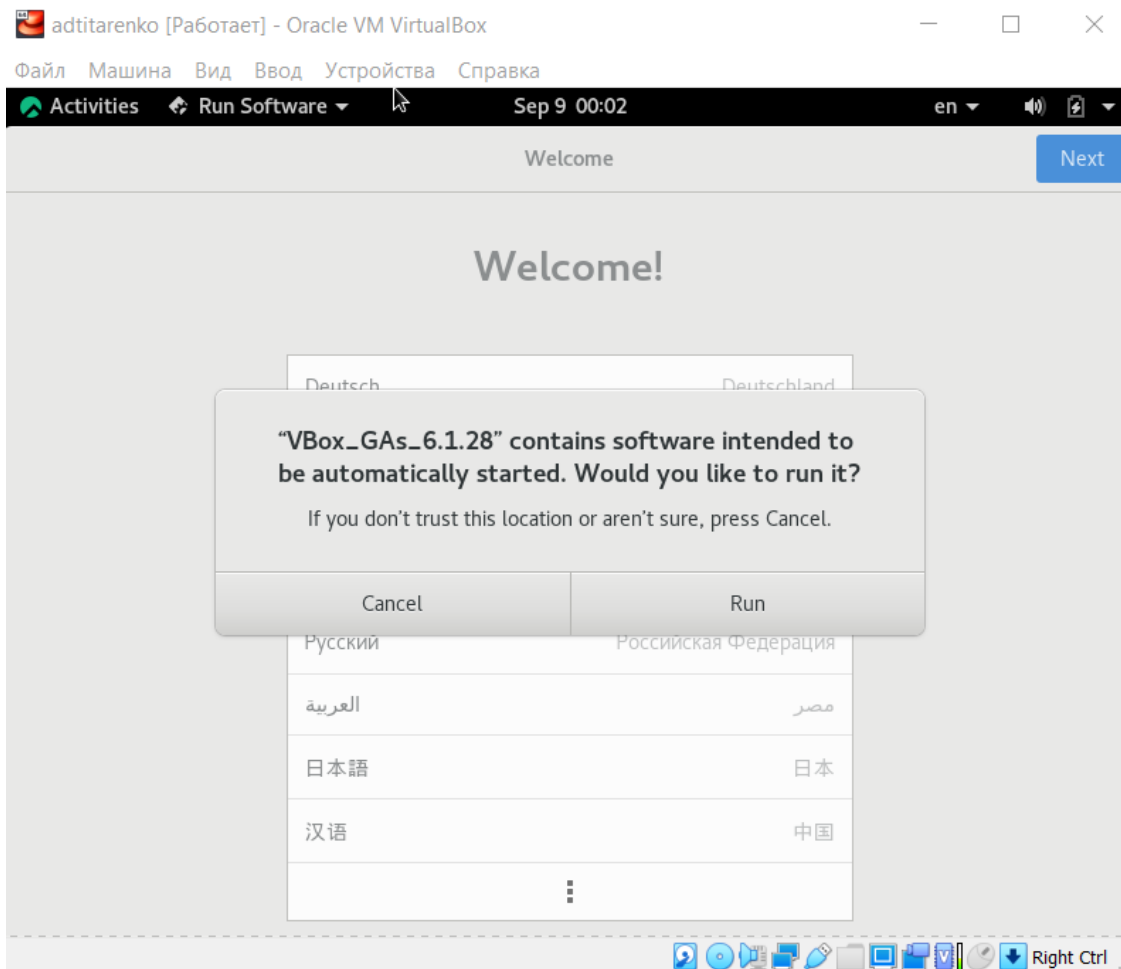 adtitarenko [Работает] - Oracle VM VirtualBox
Файл Машина Вид Ввод Устройства Справка
Activities Run Software Sep 9 00:02 en
Welcome Next
Welcome!
Deutsch Deutschland
“VBox_GAs_6.1.28” contains software intended to
be automatically started. Would you like to run it?
If you don’t trust this location or aren’t sure, press Cancel.
Cancel Run
Русский Российская Федерация
العربية مصر
日本語 日本
汉语 中国
Right Ctrl